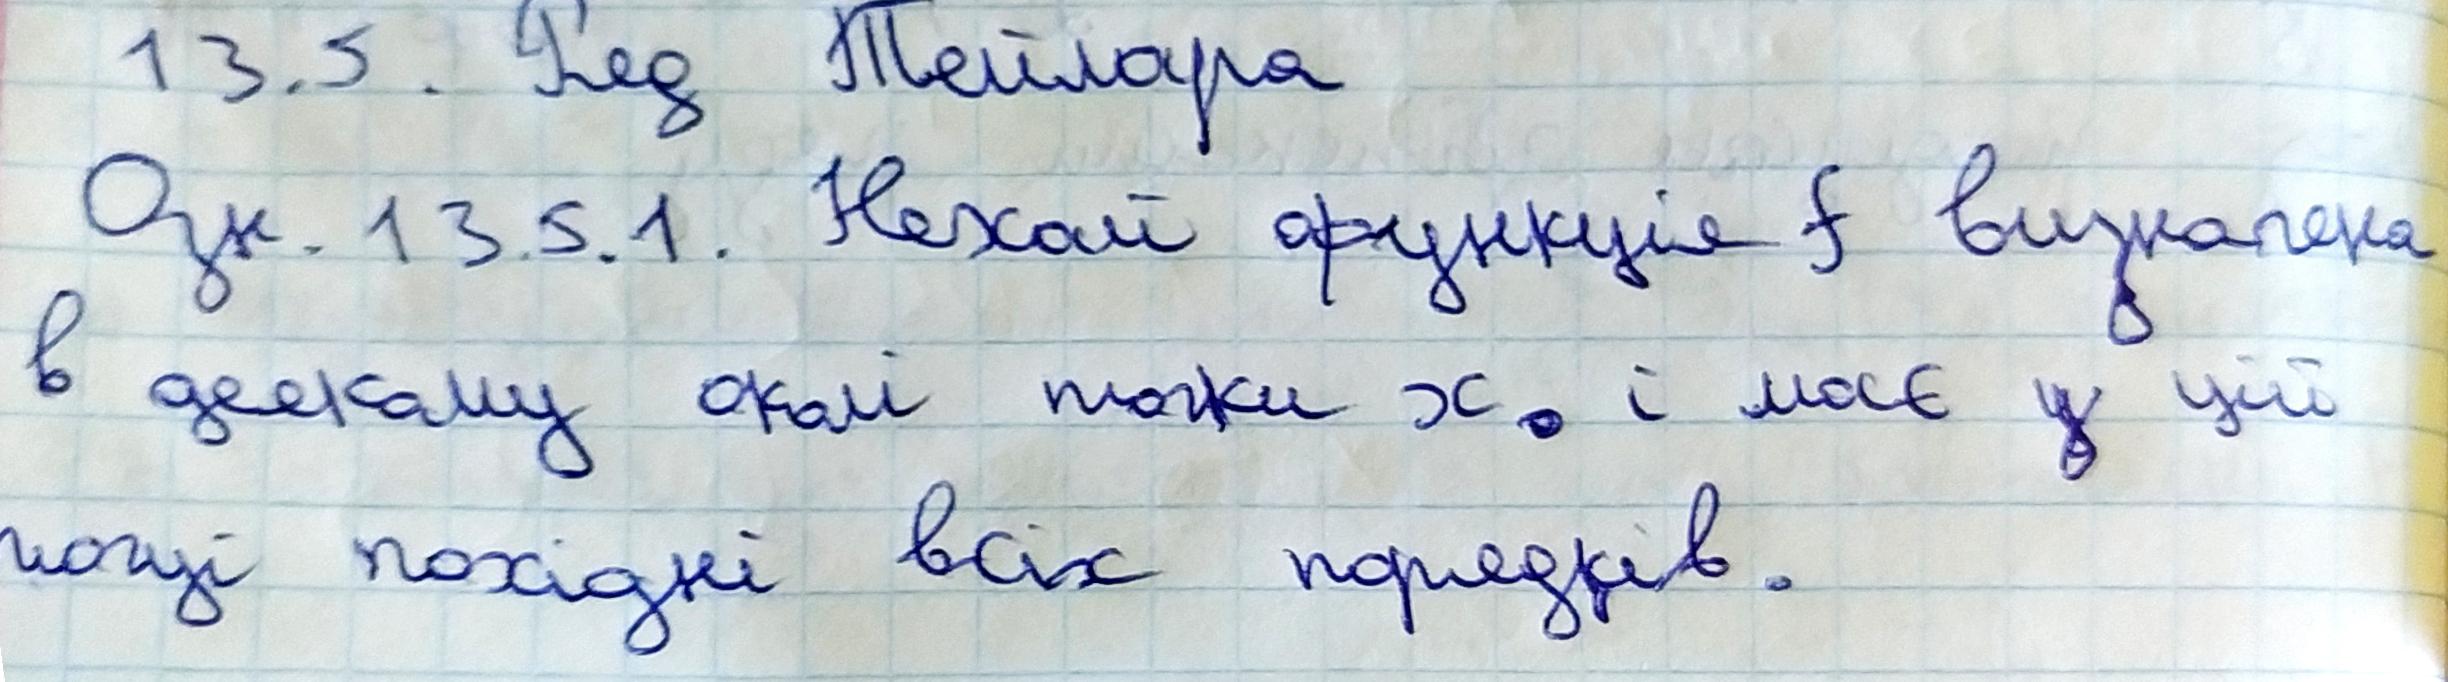 13.5. Ряд Тейлора
Озн. 13.5.1. Нехай функція f визначена
в деякому околі точки x₀ і має у цій
точці похідні всіх порядків.